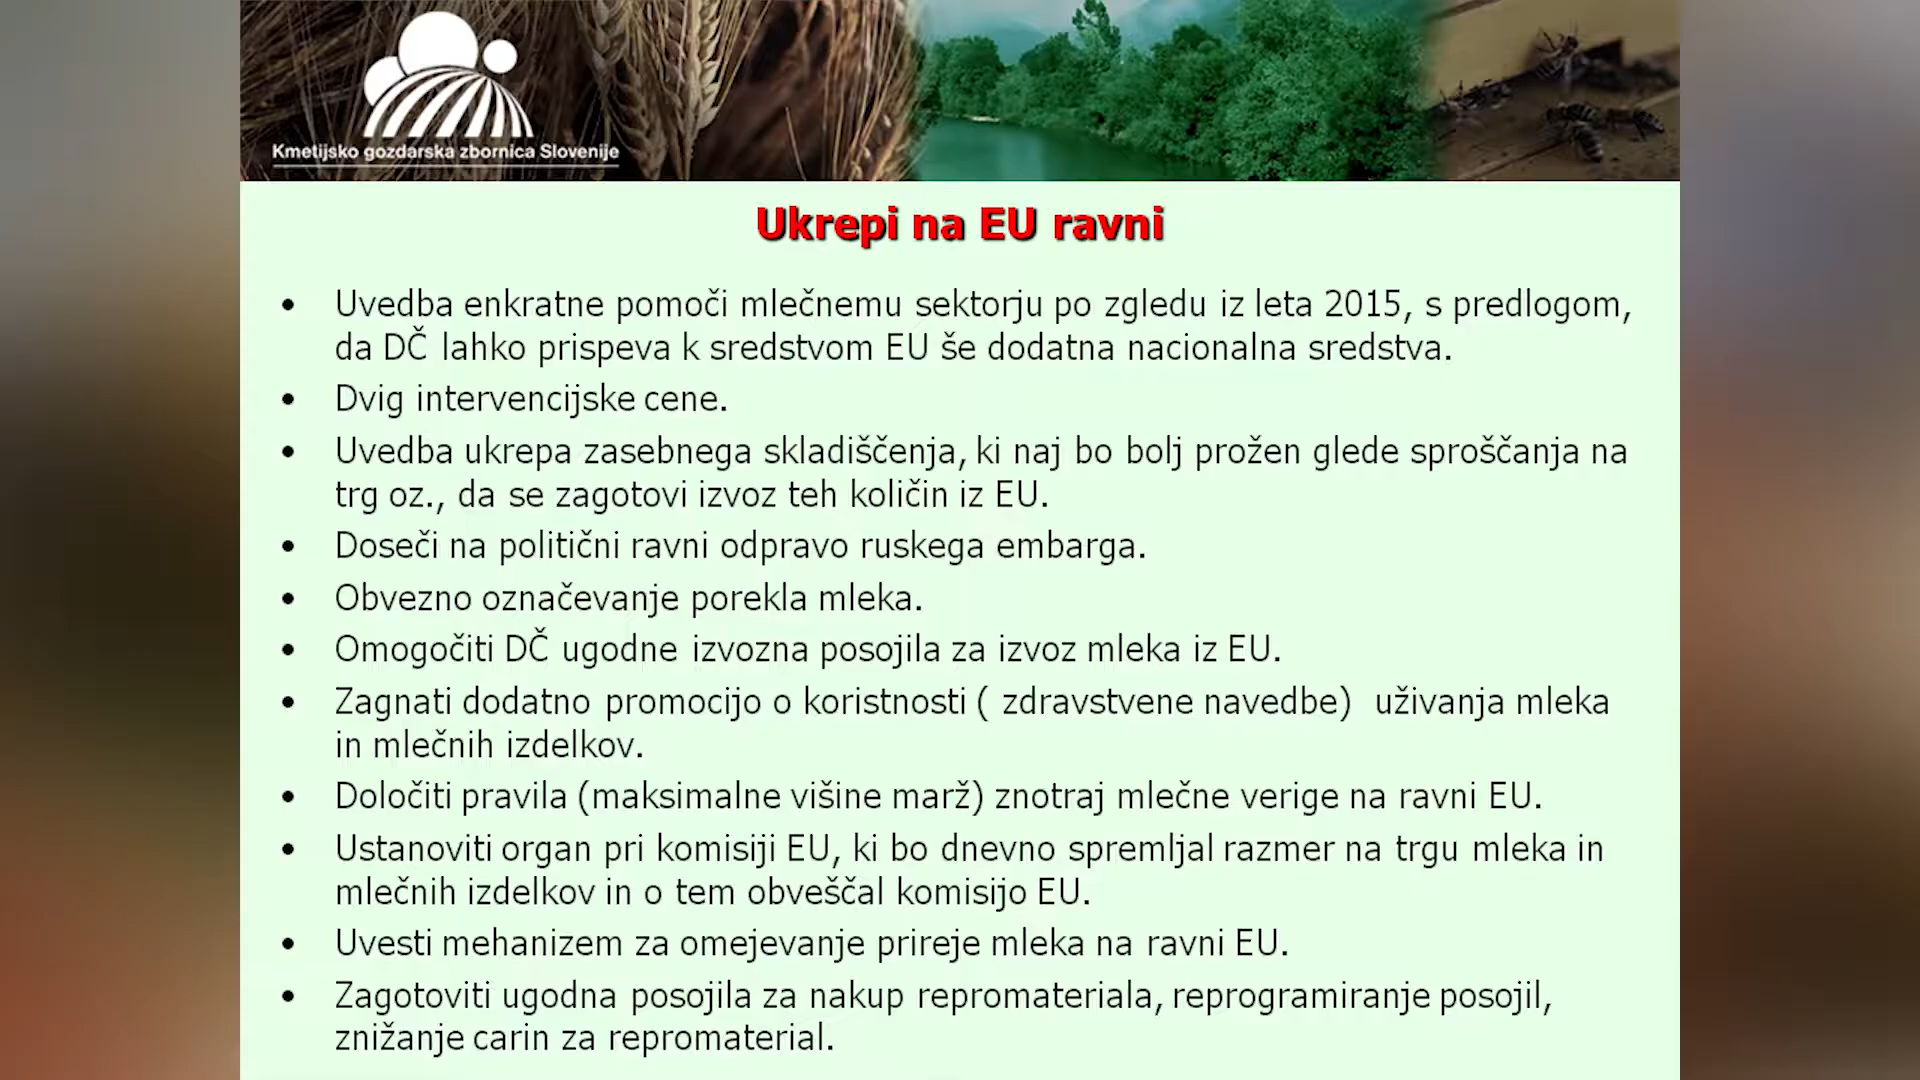 Kmetijsko gozdarska zbornica Slovenije
Ukrepi na EU ravni
• Uvedba enkratne pomoči mlečnemu sektorju po zgledu iz leta 2015, s predlogom,
da DČ lahko prispeva k sredstvom EU še dodatna nacionalna sredstva.
• Dvig intervencijske cene.
• Uvedba ukrepa zasebnega skladiščenja, ki naj bo bolj prožen glede sproščanja na
trg oz., da se zagotovi izvoz teh količin iz EU.
• Doseči na politični ravni odpravo ruskega embarga.
• Obvezno označevanje porekla mleka.
• Omogočiti DČ ugodne izvozna posojila za izvoz mleka iz EU.
• Zagnati dodatno promocijo o koristnosti ( zdravstvene navedbe) uživanja mleka
in mlečnih izdelkov.
• Določiti pravila (maksimalne višine marž) znotraj mlečne verige na ravni EU.
• Ustanoviti organ pri komisiji EU, ki bo dnevno spremljal razmer na trgu mleka in
mlečnih izdelkov in o tem obveščal komisijo EU.
• Uvesti mehanizem za omejevanje prireje mleka na ravni EU.
• Zagotoviti ugodna posojila za nakup repromateriala, reprogramiranje posojil,
znižanje carin za repromaterial.